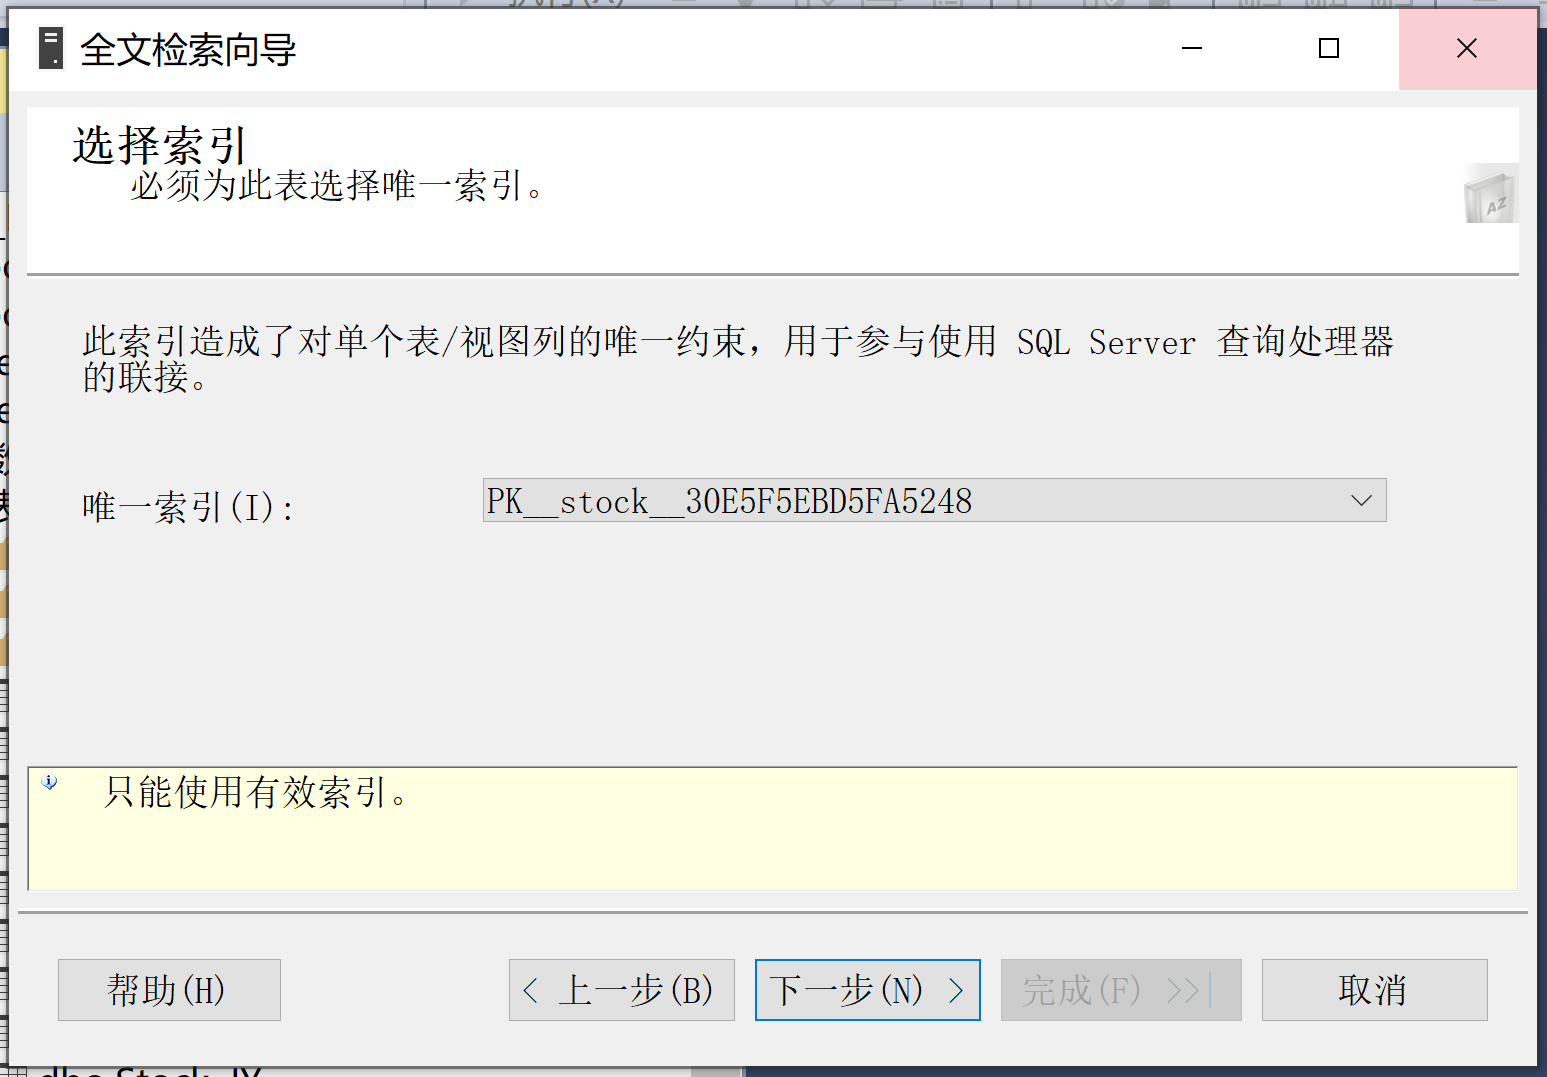 全文检索向导
选择索引
必须为此表选择唯一索引。
AZ
此索引造成了对单个表/视图列的唯一约束，用于参与使用 SQL Server 查询处理器
的联接。
唯一索引(I):
PK__stock__30E5F5EBD5FA5248
只能使用有效索引。
帮助(H)
< 上一步(B)
下一步(N) >
完成(F) >>|
取消